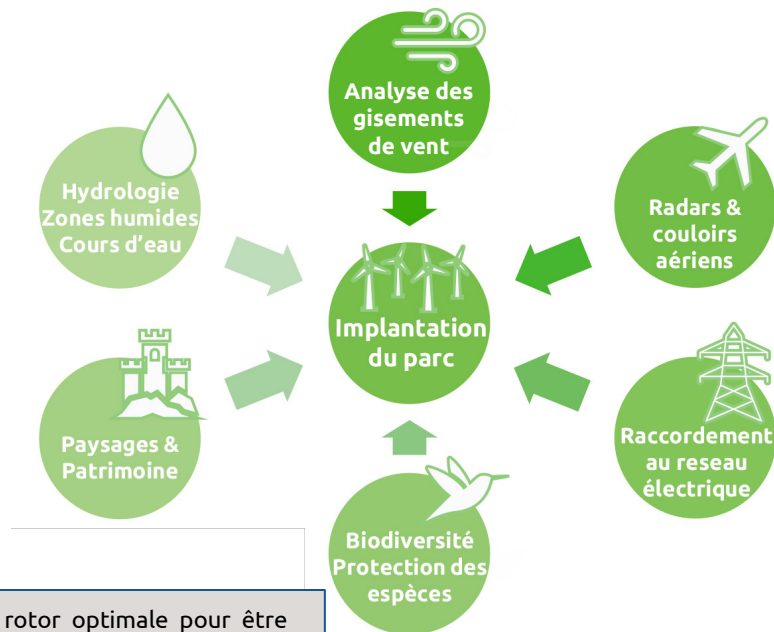 Analyse des
gisements
de vent
Hydrologie
Zones humides
Cours d’eau
Radars &
couloirs
aériens
Implantation
du parc
Paysages &
Patrimoine
Raccordement
au reseau
électrique
Biodiversité
Protection des
espèces
rotor optimale pour être